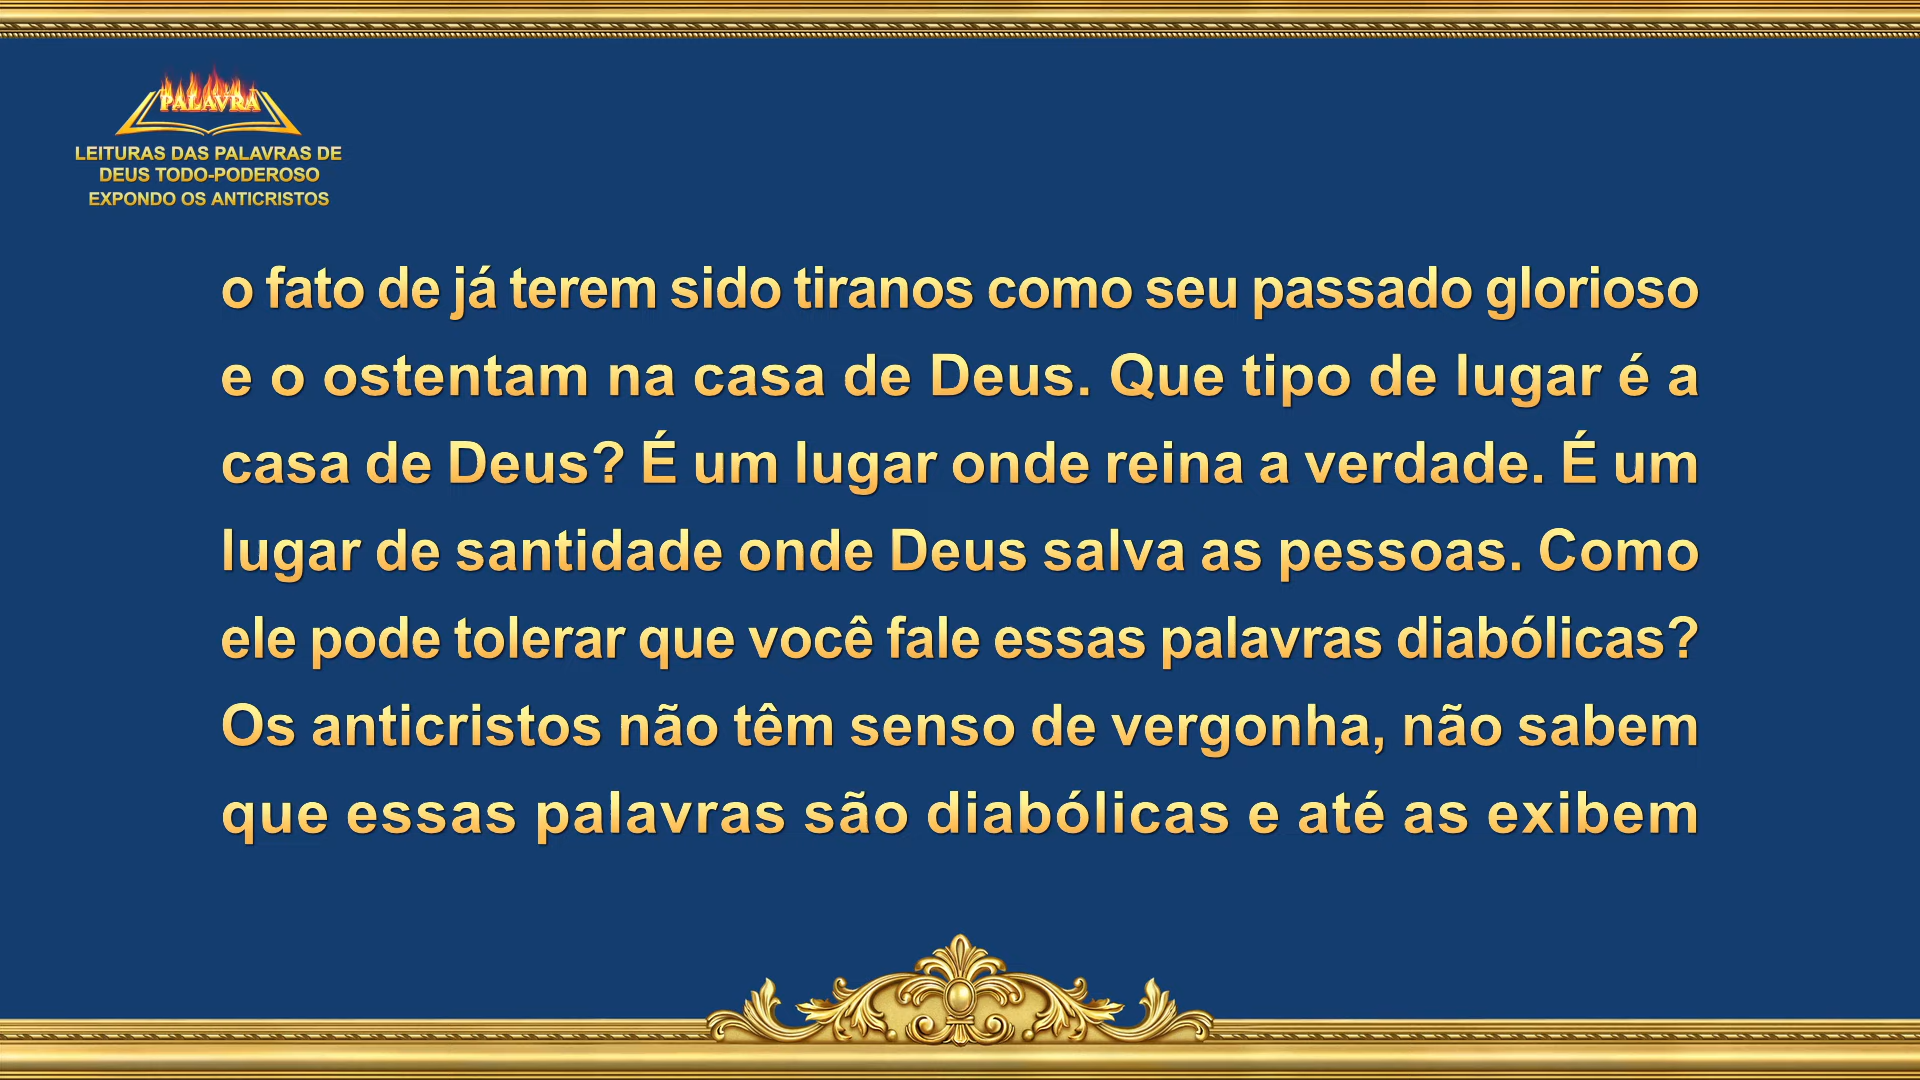 PALAVRA
LEITURAS DAS PALAVRAS DE
DEUS TODO-PODEROSO
EXPONDO OS ANTICRISTOS
o fato de já terem sido tiranos como seu passado glorioso
e o ostentam na casa de Deus. Que tipo de lugar é a
casa de Deus? É um lugar onde reina a verdade. É um
lugar de santidade onde Deus salva as pessoas. Como
ele pode tolerar que você fale essas palavras diabólicas?
Os anticristos não têm senso de vergonha, não sabem
que essas palavras são diabólicas e até as exibem